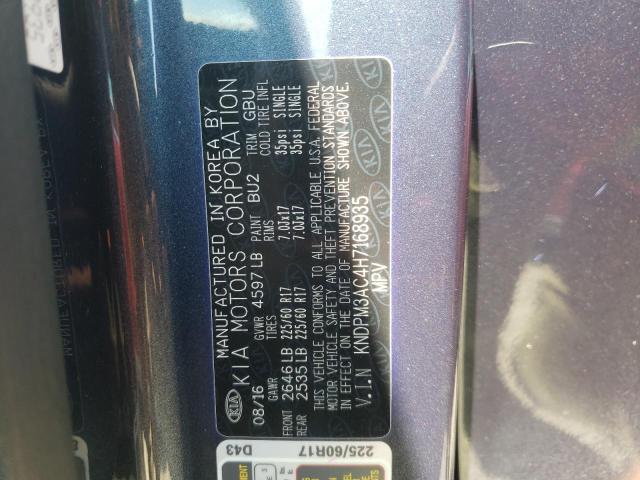 MANUFACTURED IN KOREA BY
KIA KIA MOTORS CORPORATION
08/16 GVWR 4597LB PAINT BU2 TRIM GBU
GAWR TIRES RIMS COLD TIRE INFL
FRONT 2646LB 225/60 R17 7.0Jx17 35psi SINGLE
REAR 2535LB 225/60 R17 7.0Jx17 35psi SINGLE
THIS VEHICLE CONFORMS TO ALL APPLICABLE U.S.A. FEDERAL
MOTOR VEHICLE SAFETY AND THEFT PREVENTION STANDARDS
IN EFFECT ON THE DATE OF MANUFACTURE SHOWN ABOVE.
V.I.N KNDPM3AC4H7168935
MPV
D43
225/60R17